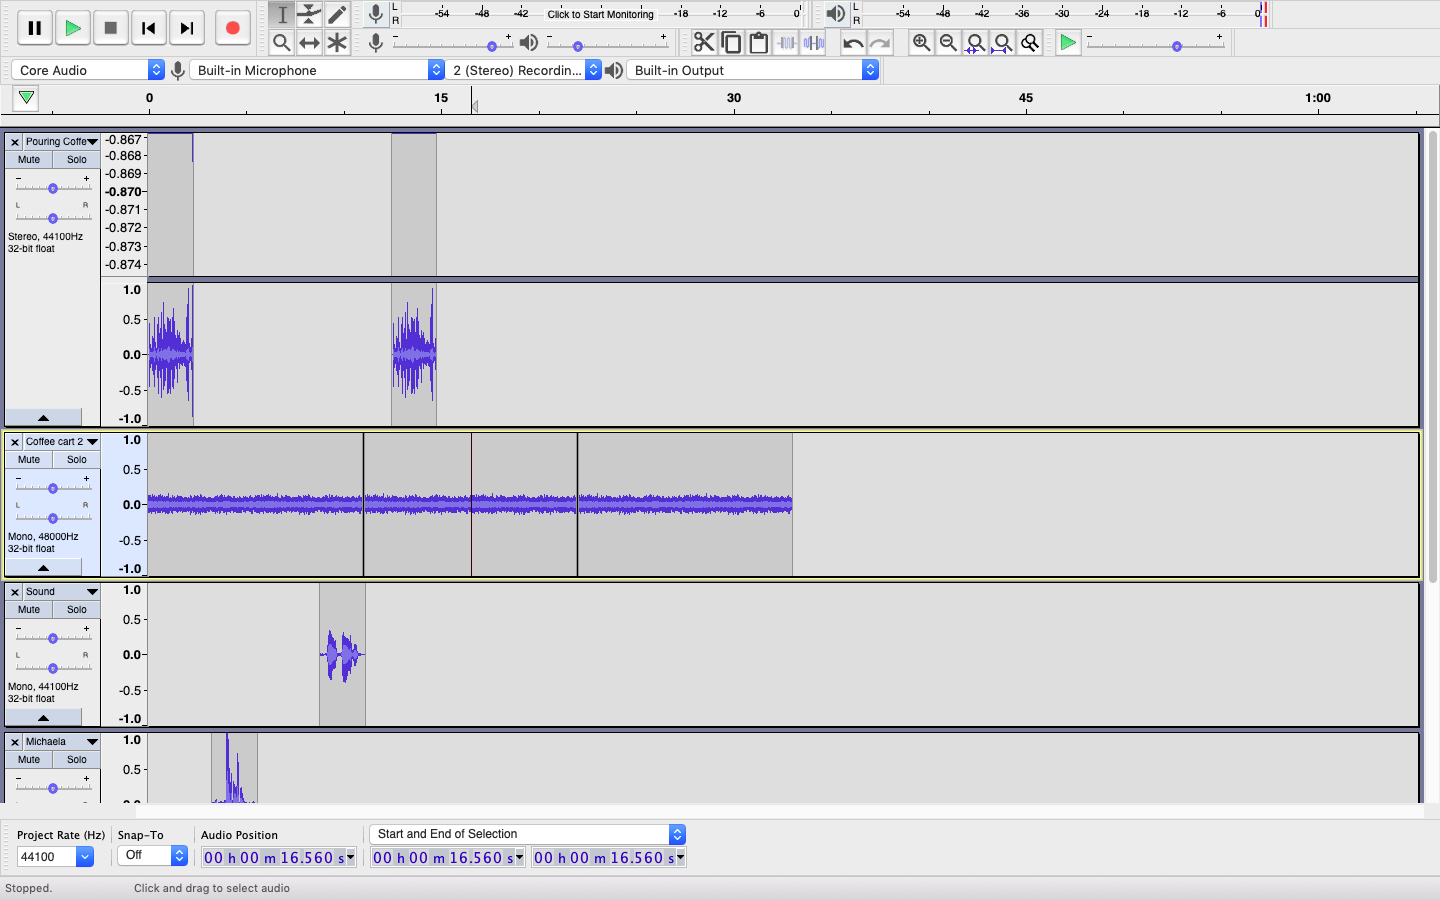 L
R
-54 -48 -42 Click to Start Monitoring -18 -12 -6 0
L
R
-54 -48 -42 -36 -30 -24 -18 -12 -6 0
Core Audio
Built-in Microphone
2 (Stereo) Recordin...
Built-in Output
0 15 30 45 1:00
Pouring Coffe
Mute Solo
- +
L R
Stereo, 44100Hz
32-bit float
-0.867
-0.868
-0.869
-0.870
-0.871
-0.872
-0.873
-0.874
1.0
0.5
0.0
-0.5
-1.0
Coffee cart 2
Mute Solo
- +
L R
Mono, 48000Hz
32-bit float
1.0
0.5
0.0
-0.5
-1.0
Sound
Mute Solo
- +
L R
Mono, 44100Hz
32-bit float
1.0
0.5
0.0
-0.5
-1.0
Michaela
Mute Solo
- +
1.0
0.5
0.0
Project Rate (Hz)
44100
Snap-To
Off
Audio Position
00 h 00 m 16.560 s
Start and End of Selection
00 h 00 m 16.560 s
00 h 00 m 16.560 s
Stopped.
Click and drag to select audio